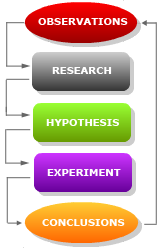 OBSERVATIONS
RESEARCH
HYPOTHESIS
EXPERIMENT
CONCLUSIONS